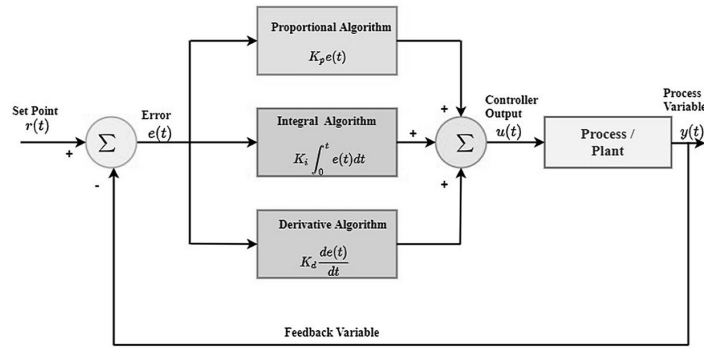 Proportional Algorithm
K_p e(t)
Set Point
r(t)
+
-
Σ
Error
e(t)
Integral Algorithm
K_i ∫_0^t e(t)dt
Derivative Algorithm
K_d de(t)/dt
+
+
+
+
Σ
Controller
Output
u(t)
Process /
Plant
Process
Variable
y(t)
Feedback Variable